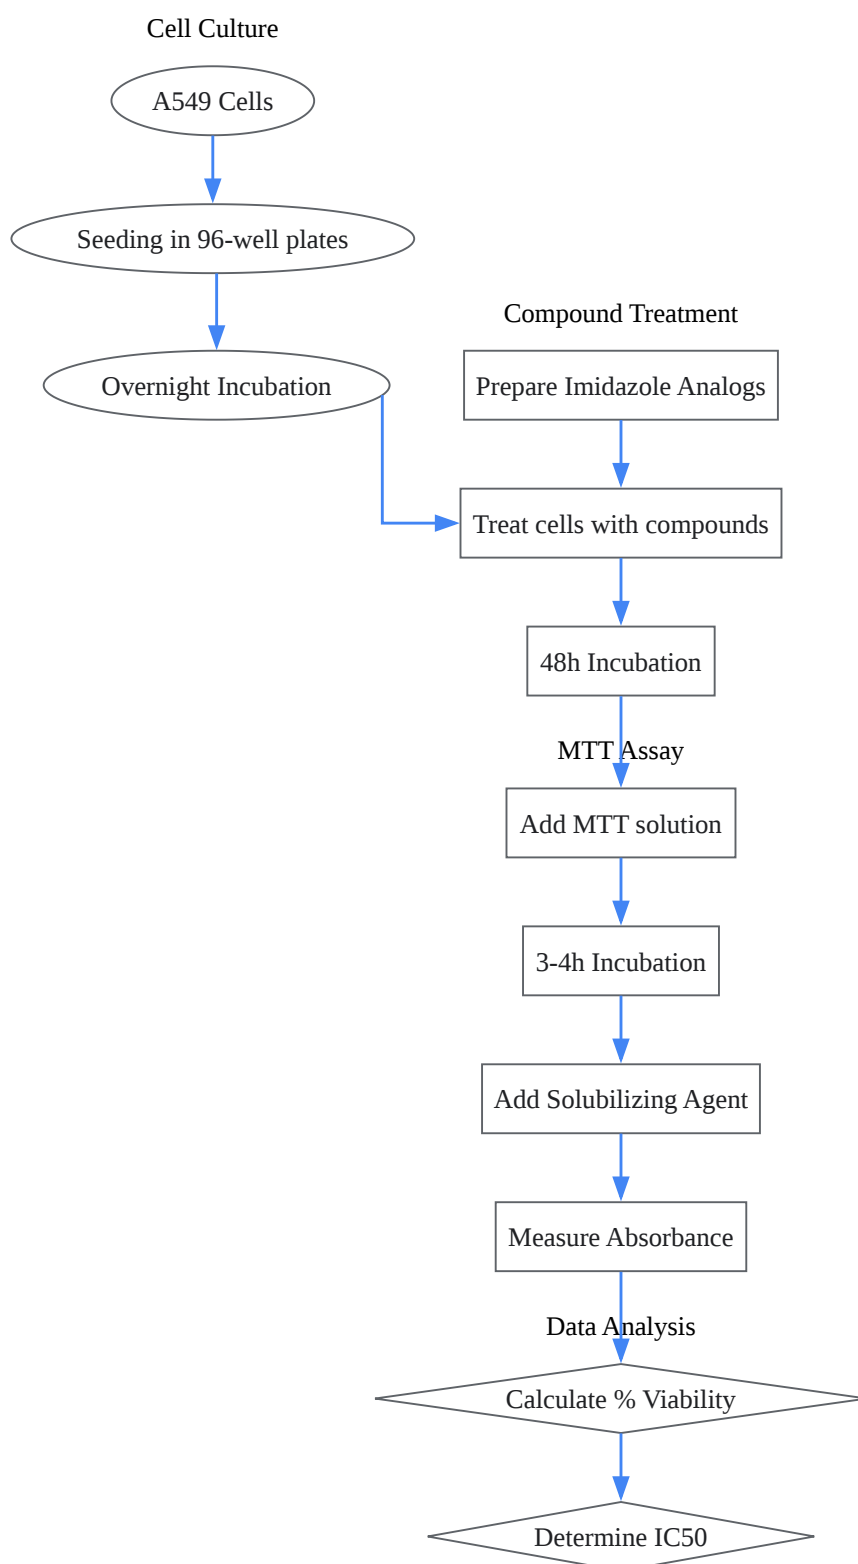 Cell Culture
A549 Cells
Seeding in 96-well plates
Overnight Incubation
Compound Treatment
Prepare Imidazole Analogs
Treat cells with compounds
48h Incubation
MTT Assay
Add MTT solution
3-4h Incubation
Add Solubilizing Agent
Measure Absorbance
Data Analysis
Calculate % Viability
Determine IC50